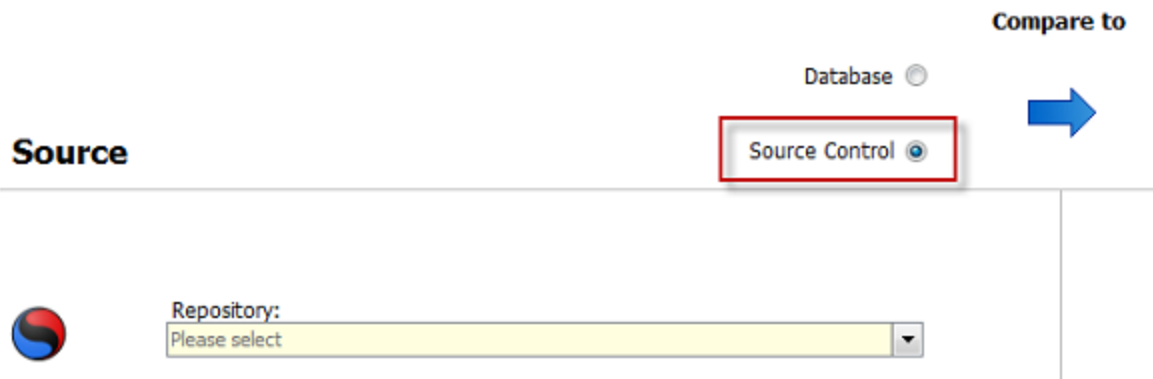 Compare to
Database
Source
Source Control
Repository:
Please select